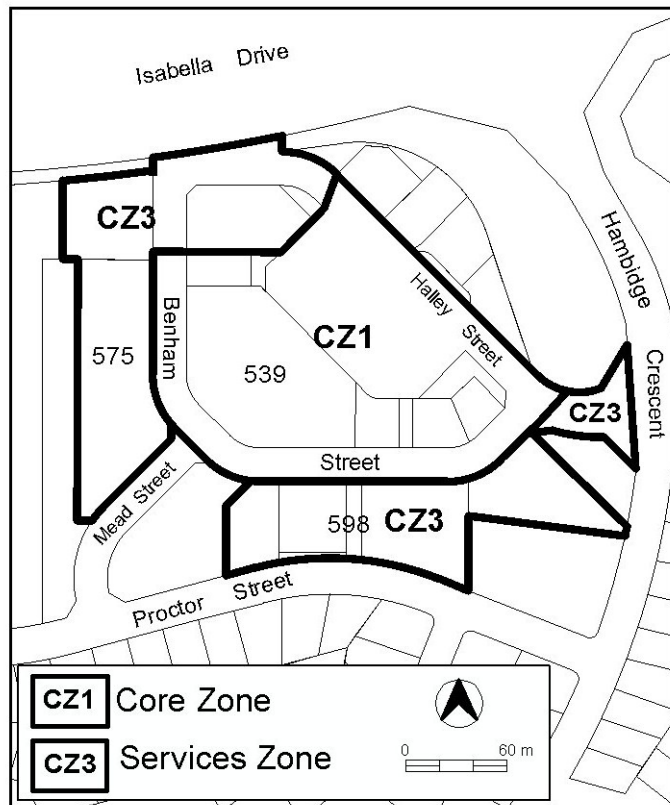 Isabella Drive
CZ3
Hambidge
Crescent
Benham
Halley Street
CZ1
575
539
CZ3
Street
Mead Street
598 CZ3
Proctor Street
CZ1 Core Zone
CZ3 Services Zone
0 60 m